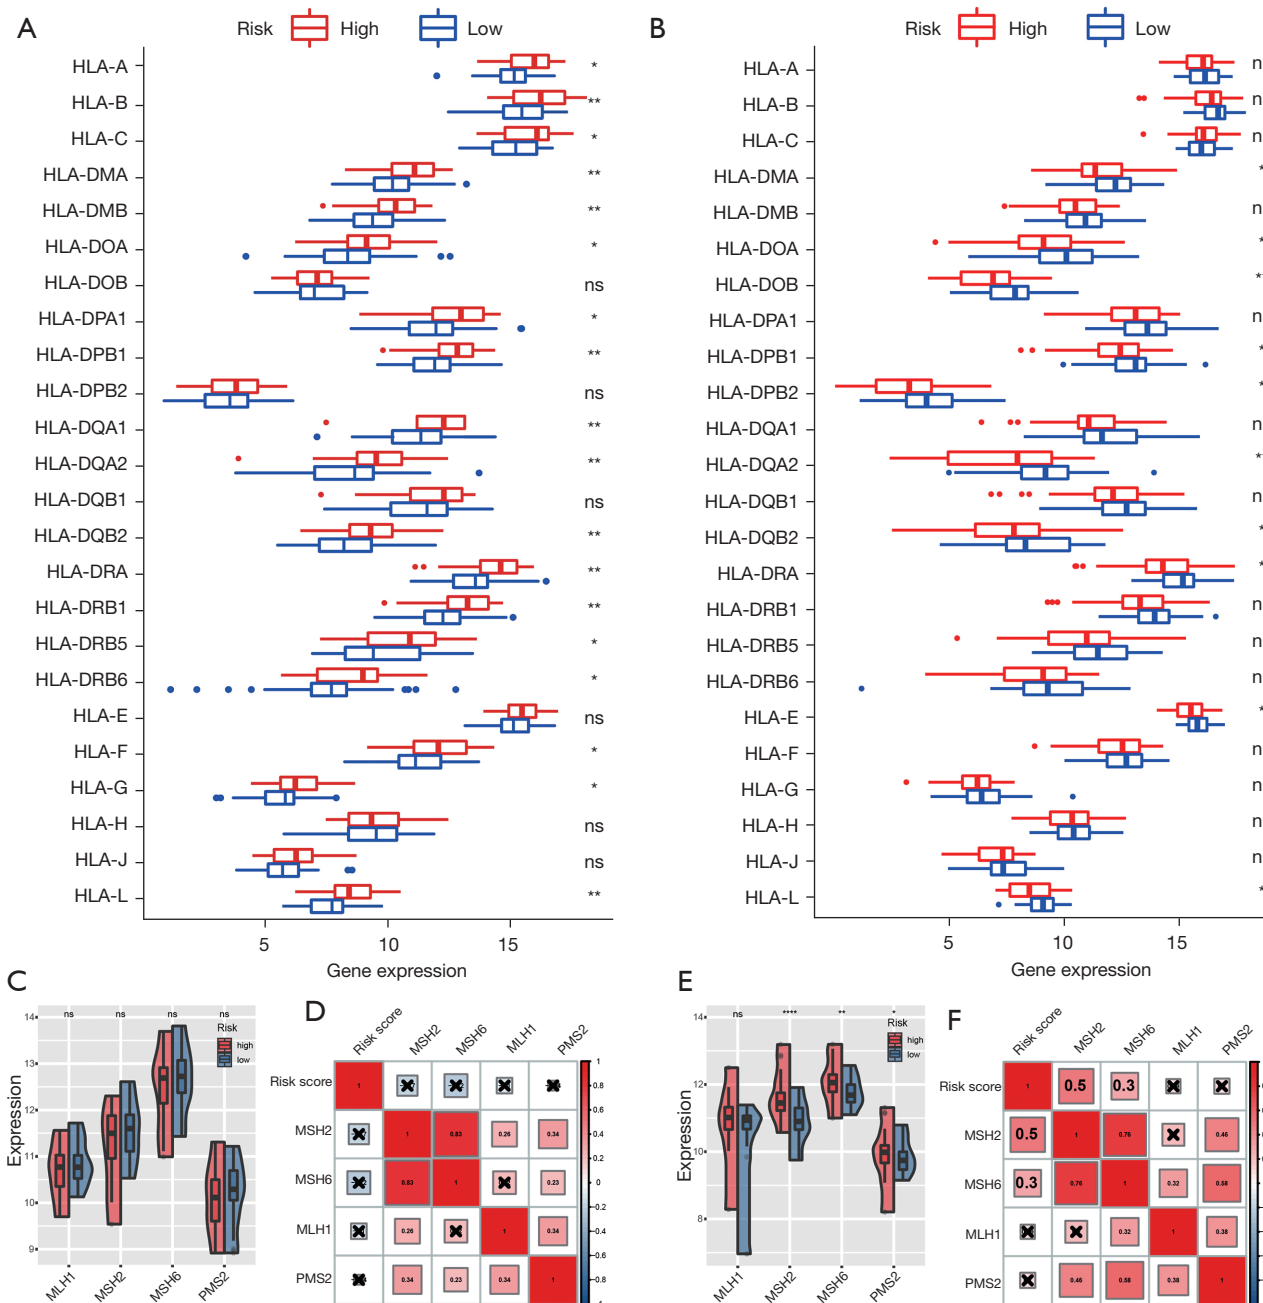 A
Risk High Low
HLA-A *
HLA-B **
HLA-C *
HLA-DMA **
HLA-DMB **
HLA-DOA *
HLA-DOB ns
HLA-DPA1 *
HLA-DPB1 **
HLA-DPB2 ns
HLA-DQA1 **
HLA-DQA2 **
HLA-DQB1 ns
HLA-DQB2 **
HLA-DRA **
HLA-DRB1 **
HLA-DRB5 *
HLA-DRB6 *
HLA-E ns
HLA-F *
HLA-G *
HLA-H ns
HLA-J ns
HLA-L **
5 10 15
Gene expression
B
Risk High Low
HLA-A n
HLA-B n
HLA-C n
HLA-DMA *
HLA-DMB n
HLA-DOA *
HLA-DOB *
HLA-DPA1 n
HLA-DPB1 *
HLA-DPB2 *
HLA-DQA1 n
HLA-DQA2 *
HLA-DQB1 n
HLA-DQB2 *
HLA-DRA *
HLA-DRB1 n
HLA-DRB5 n
HLA-DRB6 n
HLA-E *
HLA-F n
HLA-G n
HLA-H n
HLA-J n
HLA-L *
5 10 15
Gene expression
C
ns ns ns ns
Risk
high
low
Expression
14
13
12
11
10
9
MLH1 MSH2 MSH6 PMS2
D
Risk score MSH2 MSH6 MLH1 PMS2
Risk score 1
MSH2 1 0.83 0.26 0.34
MSH6 0.83 1 0.23
MLH1 0.26 1 0.34
PMS2 0.34 0.23 0.34 1
1
0.8
0.6
0.4
0.2
0
-0.2
-0.4
-0.6
-0.8
E
ns **** ** *
Risk
high
low
Expression
14
12
10
8
MLH1 MSH2 MSH6 PMS2
F
Risk score MSH2 MSH6 MLH1 PMS2
Risk score 1 0.5 0.3
MSH2 0.5 1 0.76 0.46
MSH6 0.3 0.76 1 0.32 0.58
MLH1 0.32 1 0.38
PMS2 0.46 0.58 0.38 1